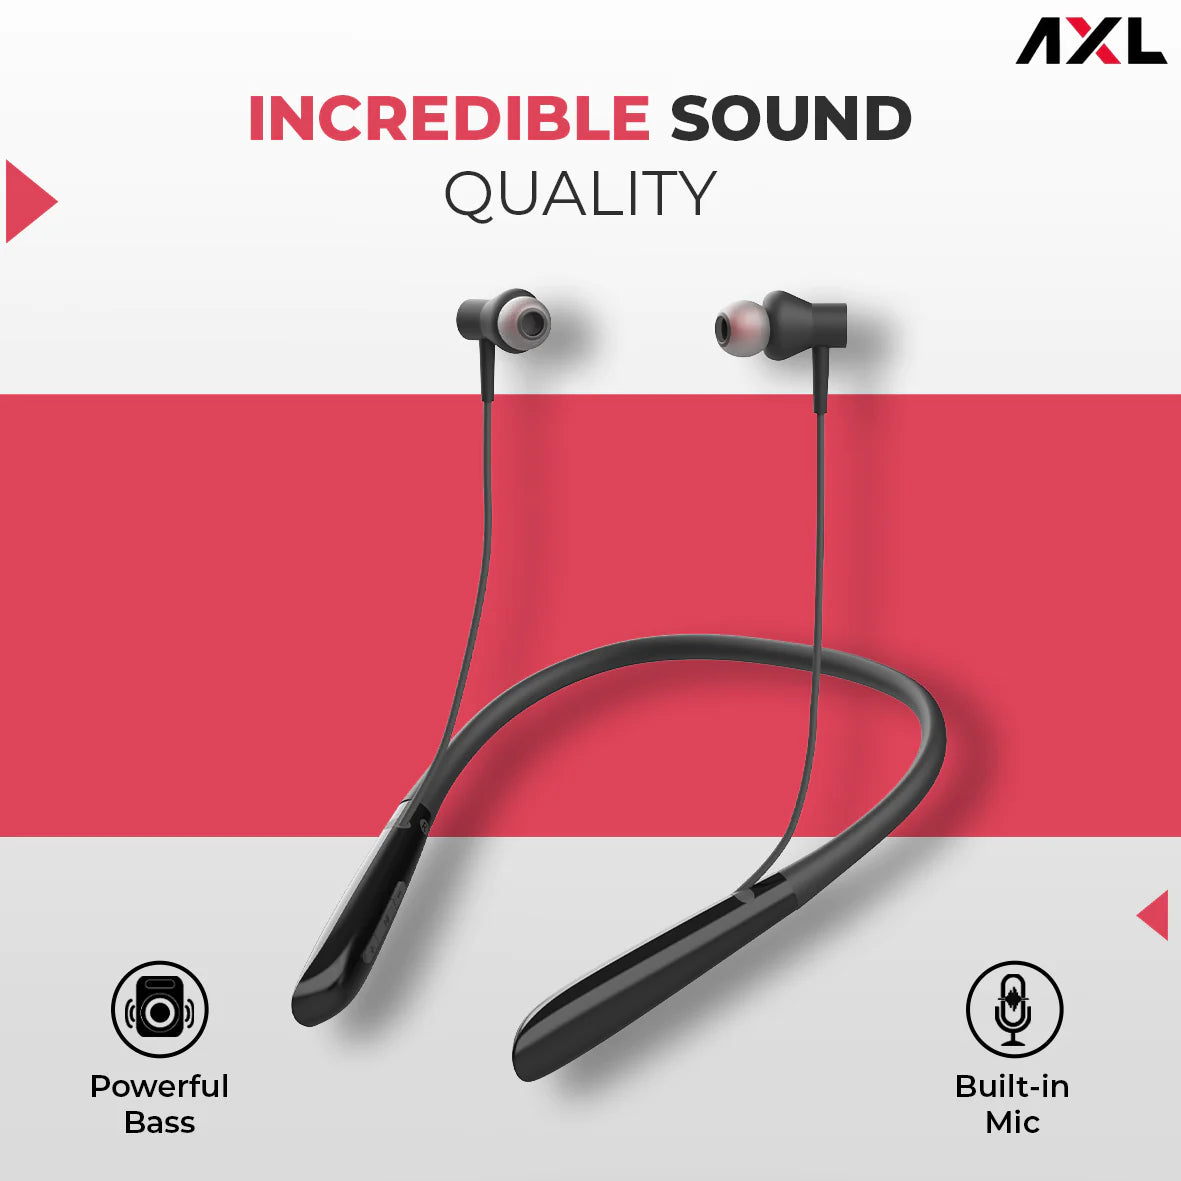 AXL
INCREDIBLE SOUND
QUALITY
Powerful
Bass
Built-in
Mic